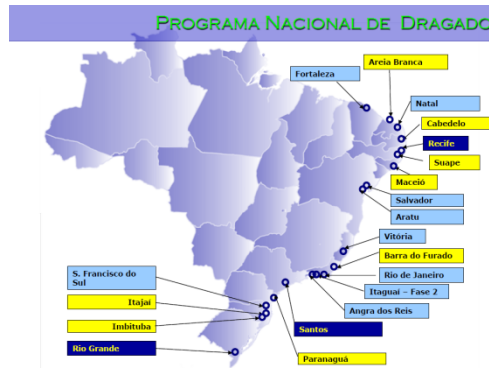 PROGRAMA NACIONAL DE DRAGADO
Areia Branca
Fortaleza
Natal
Cabedelo
Recife
Suape
Maceió
Salvador
Aratu
Vitória
Barra do Furado
Rio de Janeiro
Itaguaí – Fase 2
Angra dos Reis
S. Francisco do
Sul
Itajaí
Imbituba
Santos
Rio Grande
Paranaguá